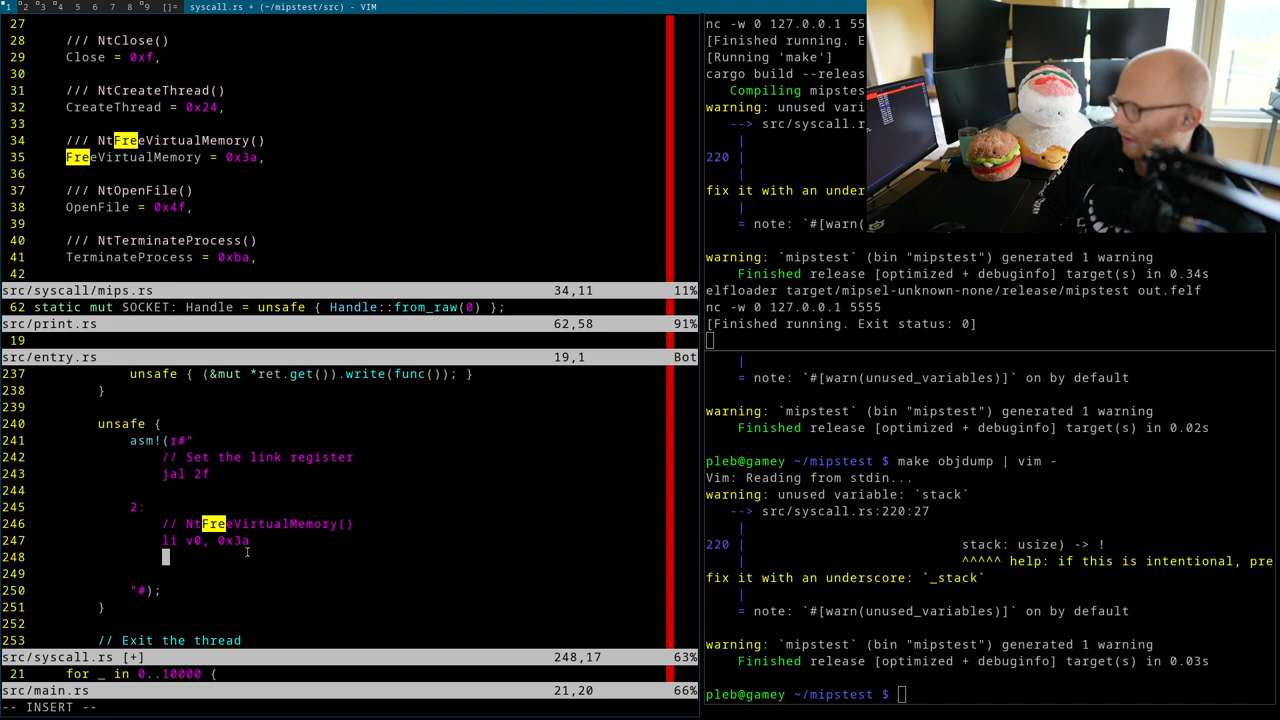 1 2 3 4 5 6 7 8 9 []= syscall.rs + (~/mipstest/src) - VIM
27
28 /// NtClose()
29 Close = 0xf,
30
31 /// NtCreateThread()
32 CreateThread = 0x24,
33
34 /// NtFreeVirtualMemory()
35 FreeVirtualMemory = 0x3a,
36
37 /// NtOpenFile()
38 OpenFile = 0x4f,
39
40 /// NtTerminateProcess()
41 TerminateProcess = 0xba,
42
src/syscall/mips.rs 34,11 11%
62 static mut SOCKET: Handle = unsafe { Handle::from_raw(0) };
src/print.rs 62,58 91%
19
src/entry.rs 19,1 Bot
237 unsafe { (&mut *ret.get()).write(func()); }
238 }
239
240 unsafe {
241 asm!(r#"
242 // Set the link register
243 jal 2f
244
245 2:
246 // NtFreeVirtualMemory()
247 li v0, 0x3a
248
249
250 "#);
251 }
252
253 // Exit the thread
src/syscall.rs [+] 248,17 63%
21 for _ in 0..10000 {
src/main.rs 21,20 66%
-- INSERT --
nc -w 0 127.0.0.1 55
[Finished running. E
[Running 'make']
cargo build --releas
Compiling mipstes
warning: unused vari
--> src/syscall.r
|
220 |
|
fix it with an under
|
= note: `#[warn(
warning: `mipstest` (bin "mipstest") generated 1 warning
Finished release [optimized + debuginfo] target(s) in 0.34s
elfloader target/mipsel-unknown-none/release/mipstest out.felf
nc -w 0 127.0.0.1 5555
[Finished running. Exit status: 0]
|
= note: `#[warn(unused_variables)]` on by default
warning: `mipstest` (bin "mipstest") generated 1 warning
Finished release [optimized + debuginfo] target(s) in 0.02s
pleb@gamey ~/mipstest $ make objdump | vim -
Vim: Reading from stdin...
warning: unused variable: `stack`
--> src/syscall.rs:220:27
|
220 | stack: usize) -> !
| ^^^^^ help: if this is intentional, pre
fix it with an underscore: `_stack`
|
= note: `#[warn(unused_variables)]` on by default
warning: `mipstest` (bin "mipstest") generated 1 warning
Finished release [optimized + debuginfo] target(s) in 0.03s
pleb@gamey ~/mipstest $